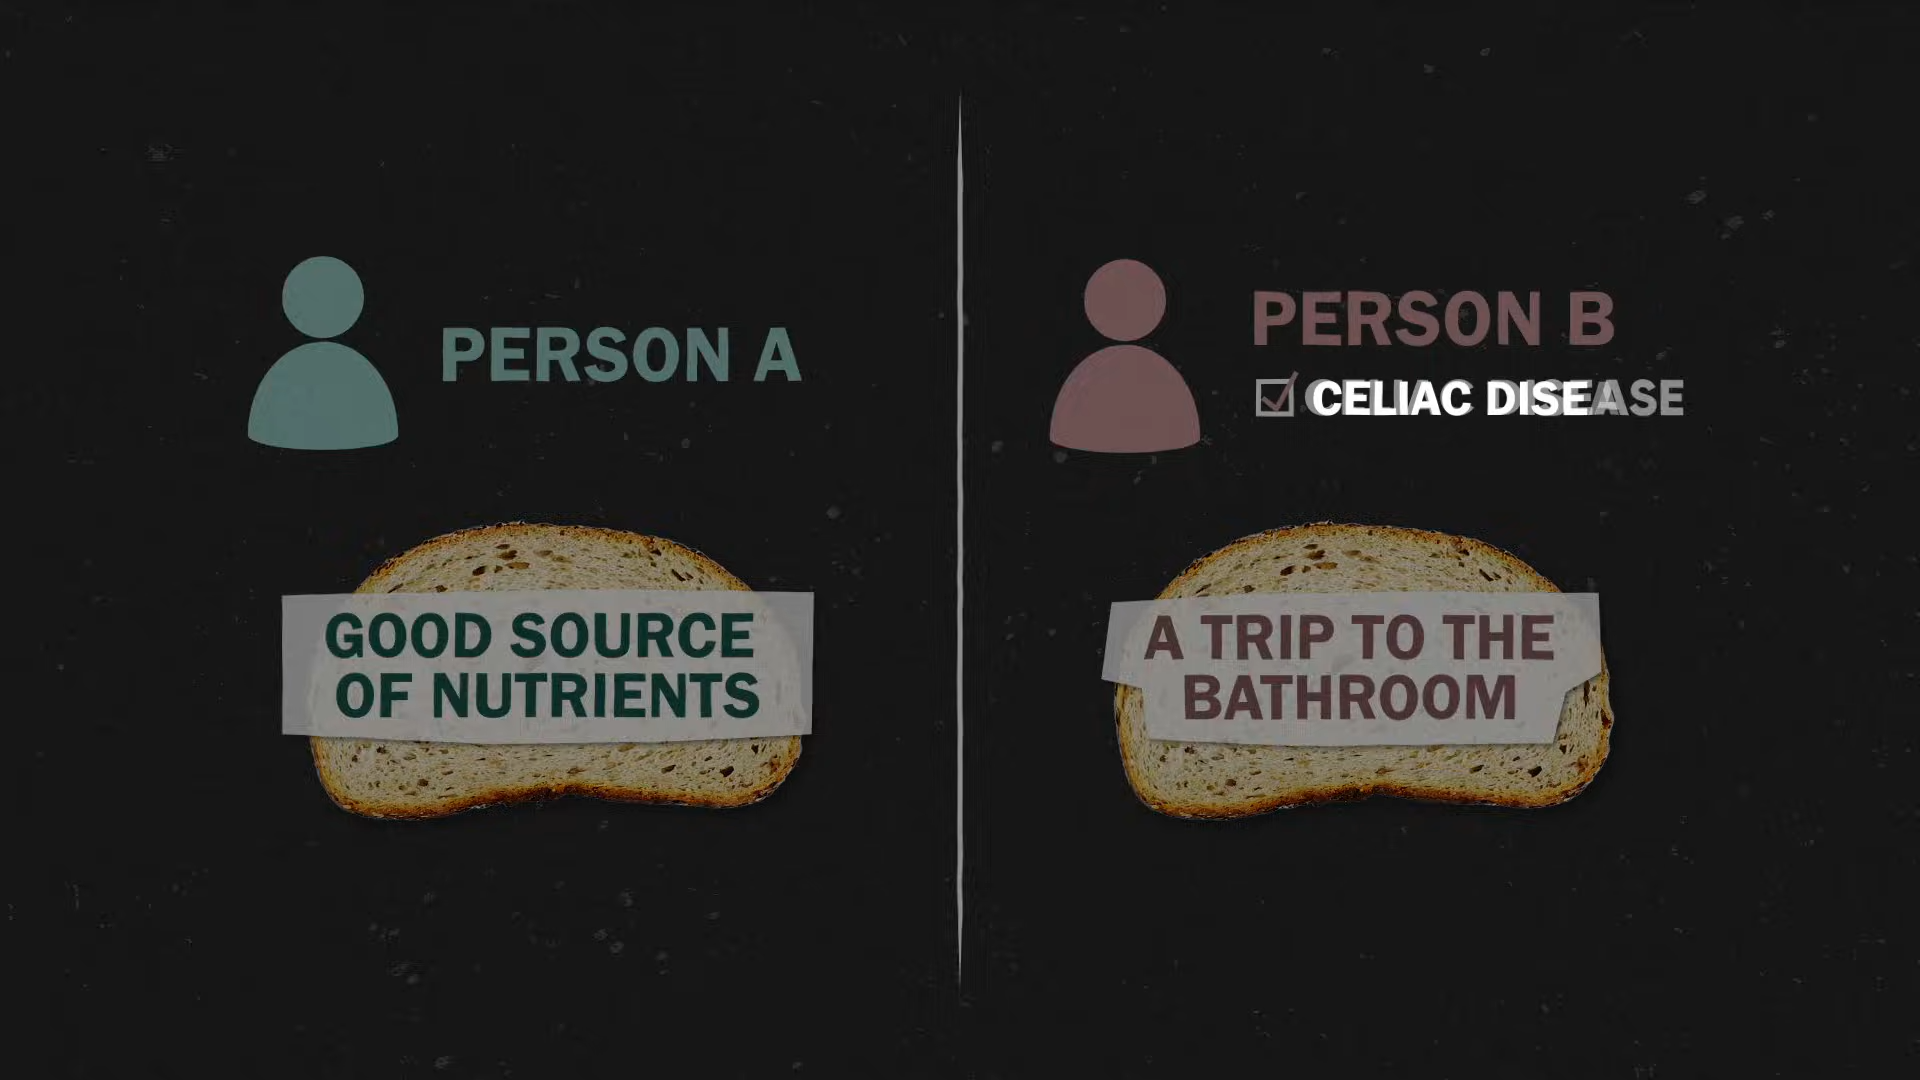 PERSON A
GOOD SOURCE
OF NUTRIENTS
PERSON B
CELIAC DISEASE
A TRIP TO THE
BATHROOM